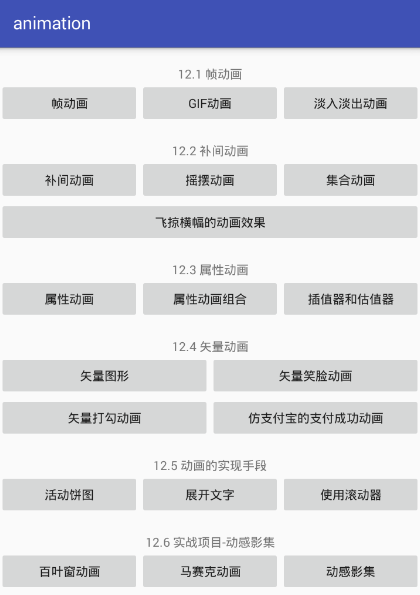 animation
12.1 帧动画
帧动画 GIF动画 淡入淡出动画
12.2 补间动画
补间动画 摇摆动画 集合动画
飞掠横幅的动画效果
12.3 属性动画
属性动画 属性动画组合 插值器和估值器
12.4 矢量动画
矢量图形 矢量笑脸动画
矢量打勾动画 仿支付宝的支付成功动画
12.5 动画的实现手段
活动饼图 展开文字 使用滚动器
12.6 实战项目-动感影集
百叶窗动画 马赛克动画 动感影集